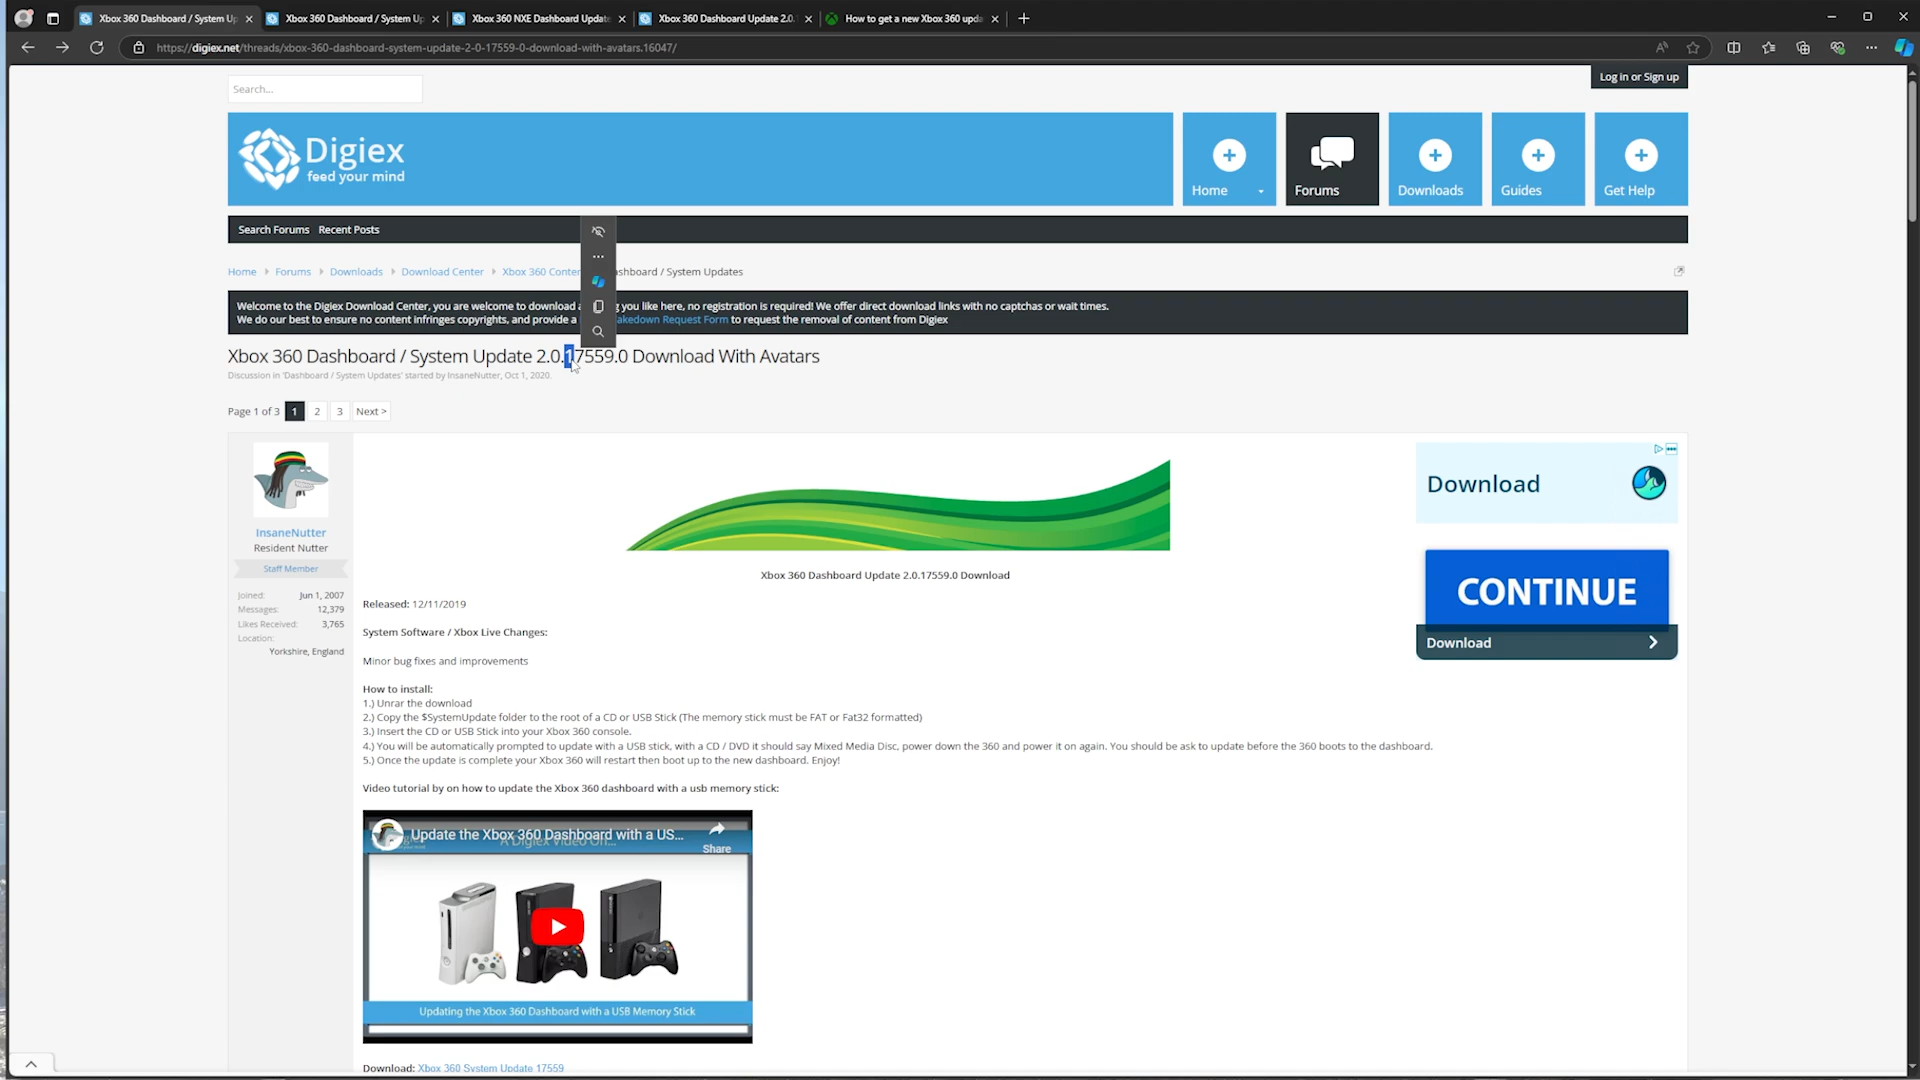 Xbox 360 Dashboard / System Up
Xbox 360 Dashboard / System Up
Xbox 360 NXE Dashboard Update
Xbox 360 Dashboard Update 2.0.1
How to get a new Xbox 360 upda
https://digiex.net/threads/xbox-360-dashboard-system-update-2-0-17559-0-download-with-avatars.16047/
Log in or Sign up
Search...
Digiex
feed your mind
Home
Forums
Downloads
Guides
Get Help
Search Forums Recent Posts
Home Forums Downloads Download Center Xbox 360 Conten shboard / System Updates
Welcome to the Digiex Download Center, you are welcome to download a g you like here, no registration is required! We offer direct download links with no captchas or wait times.
We do our best to ensure no content infringes copyrights, and provide a akedown Request Form to request the removal of content from Digiex
Xbox 360 Dashboard / System Update 2.0.17559.0 Download With Avatars
Discussion in 'Dashboard / System Updates' started by InsaneNutter, Oct 1, 2020.
Page 1 of 3 1 2 3 Next >
InsaneNutter
Resident Nutter
Staff Member
Joined: Jun 1, 2007
Messages: 12,379
Likes Received: 3,765
Location:
Yorkshire, England
Xbox 360 Dashboard Update 2.0.17559.0 Download
Released: 12/11/2019
System Software / Xbox Live Changes:
Minor bug fixes and improvements
How to install:
1.) Unrar the download
2.) Copy the $SystemUpdate folder to the root of a CD or USB Stick (The memory stick must be FAT or Fat32 formatted)
3.) Insert the CD or USB Stick into your Xbox 360 console.
4.) You will be automatically prompted to update with a USB stick, with a CD / DVD it should say Mixed Media Disc, power down the 360 and power it on again. You should be ask to update before the 360 boots to the dashboard.
5.) Once the update is complete your Xbox 360 will restart then boot up to the new dashboard. Enjoy!
Video tutorial by on how to update the Xbox 360 dashboard with a usb memory stick:
Update the Xbox 360 Dashboard with a US...
A Digiex Video On...
Share
Updating the Xbox 360 Dashboard with a USB Memory Stick
Download: Xbox 360 System Update 17559
Download
CONTINUE
Download